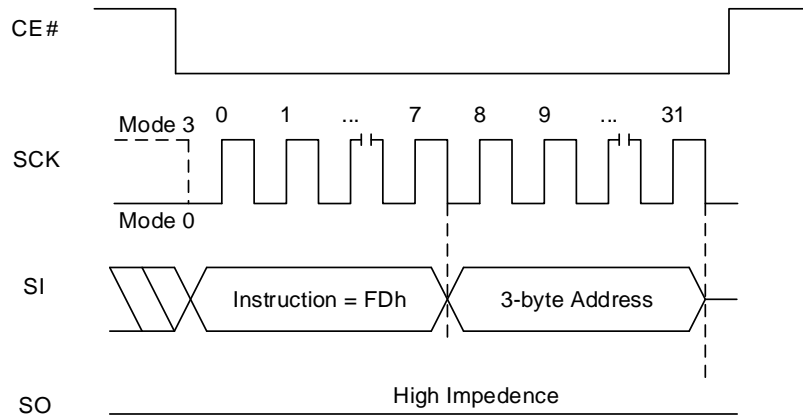 CE#
0 1 ... 7 8 9 ... 31
Mode 3
SCK
Mode 0
SI
Instruction = FDh
3-byte Address
High Impedence
SO